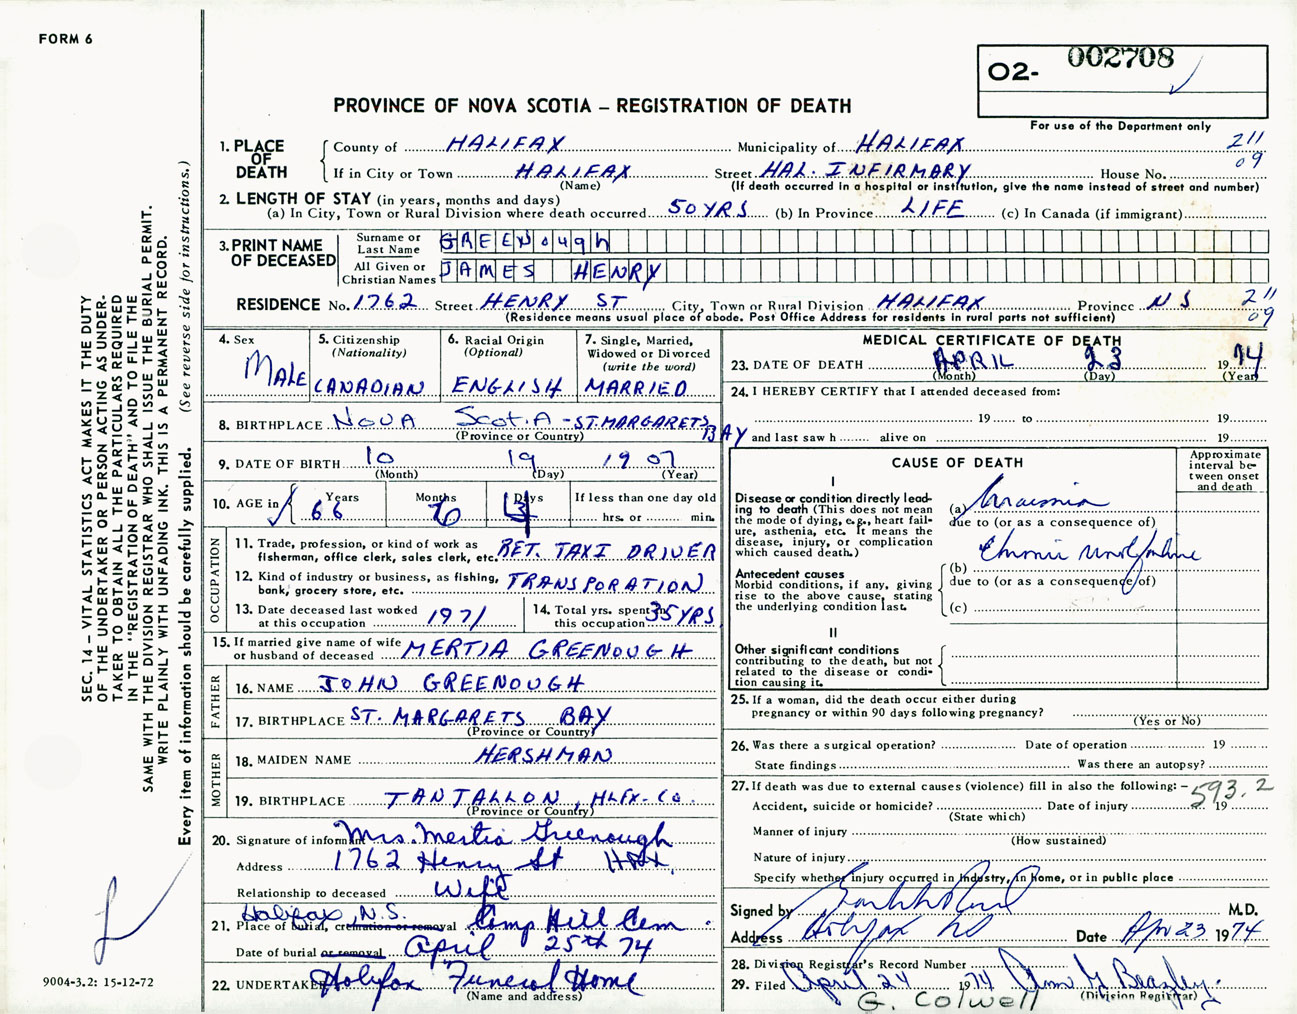 FORM 6
O2- 002708
PROVINCE OF NOVA SCOTIA – REGISTRATION OF DEATH
For use of the Department only
1. PLACE OF DEATH
County of HALIFAX Municipality of HALIFAX 211
If in City or Town HALIFAX Street HAL. INFIRMARY House No. 09
(Name) (If death occurred in a hospital or institution, give the name instead of street and number)
2. LENGTH OF STAY (in years, months and days)
(a) In City, Town or Rural Division where death occurred 50 YRS (b) In Province LIFE (c) In Canada (if immigrant)
3. PRINT NAME OF DECEASED
Surname or Last Name GREENOUgh
All Given or Christian Names JAMES HENRY
RESIDENCE No. 1762 Street HENRY ST City, Town or Rural Division HALIFAX Province N S 211
(Residence means usual place of abode. Post Office Address for residents in rural parts not sufficient) 09
4. Sex MALE
5. Citizenship (Nationality) CANADIAN
6. Racial Origin (Optional) ENGLISH
7. Single, Married, Widowed or Divorced (write the word) MARRIED
8. BIRTHPLACE NOVA ScotiA - ST. MARGARETS BAY
(Province or Country)
9. DATE OF BIRTH 10 19 1907
(Month) (Day) (Year)
10. AGE in Years 66 Months 6 Days 4 If less than one day old
hrs. or min.
OCCUPATION
11. Trade, profession, or kind of work as fisherman, office clerk, sales clerk, etc. RET. TAXI DRIVER
12. Kind of industry or business, as fishing, bank, grocery store, etc. TRANSPORATION
13. Date deceased last worked at this occupation 1971
14. Total yrs. spent in this occupation 35 YRS
15. If married give name of wife or husband of deceased MERTIA GREENOUGH
FATHER
16. NAME JOHN GREENOUGH
17. BIRTHPLACE ST. MARGARETS BAY
(Province or Country)
MOTHER
18. MAIDEN NAME HERSHMAN
19. BIRTHPLACE TANTALLON, HLFX-Co.
(Province or Country)
20. Signature of informant Mrs. Mertia Greenough
Address 1762 Henry St Hfx.
Relationship to deceased Wife
Halifax, N.S.
21. Place of burial, cremation or removal Camp Hill Cem.
Date of burial or removal April 25th 74
22. UNDERTAKER Halifax Funeral Home
(Name and address)
MEDICAL CERTIFICATE OF DEATH
23. DATE OF DEATH APRIL 23 1974
(Month) (Day) (Year)
24. I HEREBY CERTIFY that I attended deceased from:
19 to 19
and last saw h alive on 19
CAUSE OF DEATH
Approximate interval between onset and death
I
Disease or condition directly leading to death (This does not mean the mode of dying, e.g., heart failure, asthenia, etc. It means the disease, injury, or complication which caused death.)
(a) Uraemia
due to (or as a consequence of)
Antecedent causes
Morbid conditions, if any, giving rise to the above cause, stating the underlying condition last.
(b) Chronic
due to (or as a consequence of)
(c)
II
Other significant conditions
contributing to the death, but not related to the disease or condition causing it.
25. If a woman, did the death occur either during pregnancy or within 90 days following pregnancy?
(Yes or No)
26. Was there a surgical operation? Date of operation 19
State findings Was there an autopsy?
27. If death was due to external causes (violence) fill in also the following: – 593.2
Accident, suicide or homicide? Date of injury 19
(State which)
Manner of injury
(How sustained)
Nature of injury
Specify whether injury occurred in Industry, in home, or in public place
Signed by M.D.
Address Halifax NS Date Apr 23 1974
28. Division Registrar's Record Number
29. Filed April 24 1974 Ann G Beazley
(Division Registrar)
G. Colwell
SEC. 14 – VITAL STATISTICS ACT MAKES IT THE DUTY
OF THE UNDERTAKER OR PERSON ACTING AS UNDER-
TAKER TO OBTAIN ALL THE PARTICULARS REQUIRED
IN THE "REGISTRATION OF DEATH" AND TO FILE THE
SAME WITH THE DIVISION REGISTRAR WHO SHALL ISSUE THE BURIAL PERMIT.
WRITE PLAINLY WITH UNFADING INK. THIS IS A PERMANENT RECORD.
Every item of information should be carefully supplied. (See reverse side for instructions.)
9004-3.2: 15-12-72